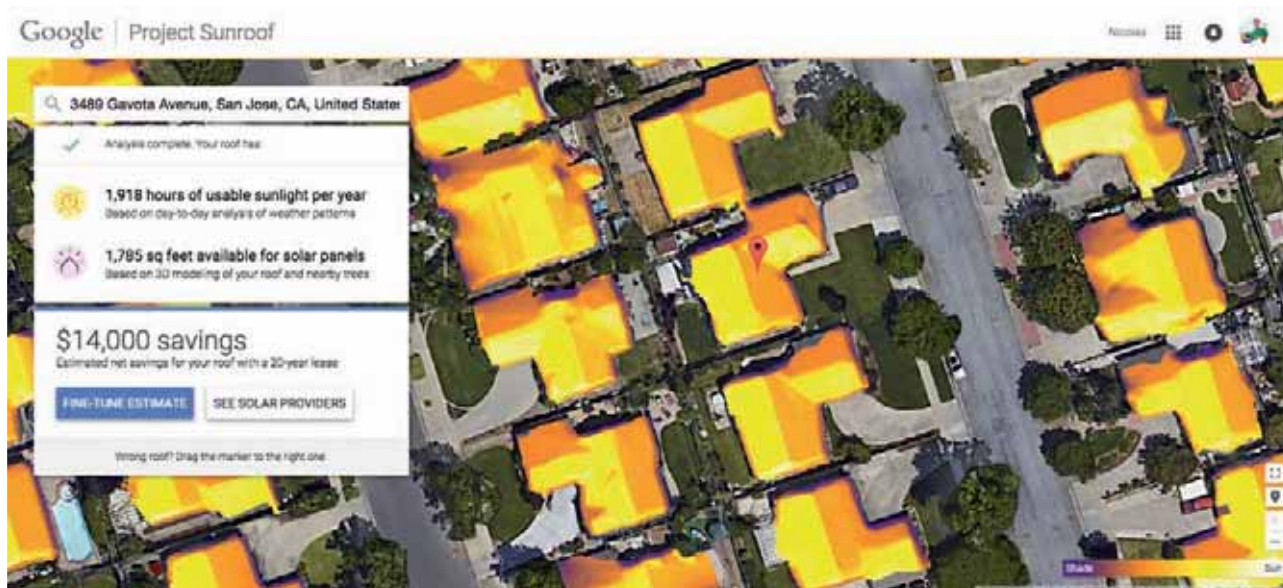 Google | Project Sunroof
Nicolas
3489 Gavota Avenue, San Jose, CA, United State
Analysis complete. Your roof has:
1,918 hours of usable sunlight per year
Based on day-to-day analysis of weather patterns
1,785 sq feet available for solar panels
Based on 3D modeling of your roof and nearby trees
$14,000 savings
Estimated net savings for your roof with a 20-year lease
FINE-TUNE ESTIMATE
SEE SOLAR PROVIDERS
Wrong roof? Drag the marker to the right one
Shade
Sun